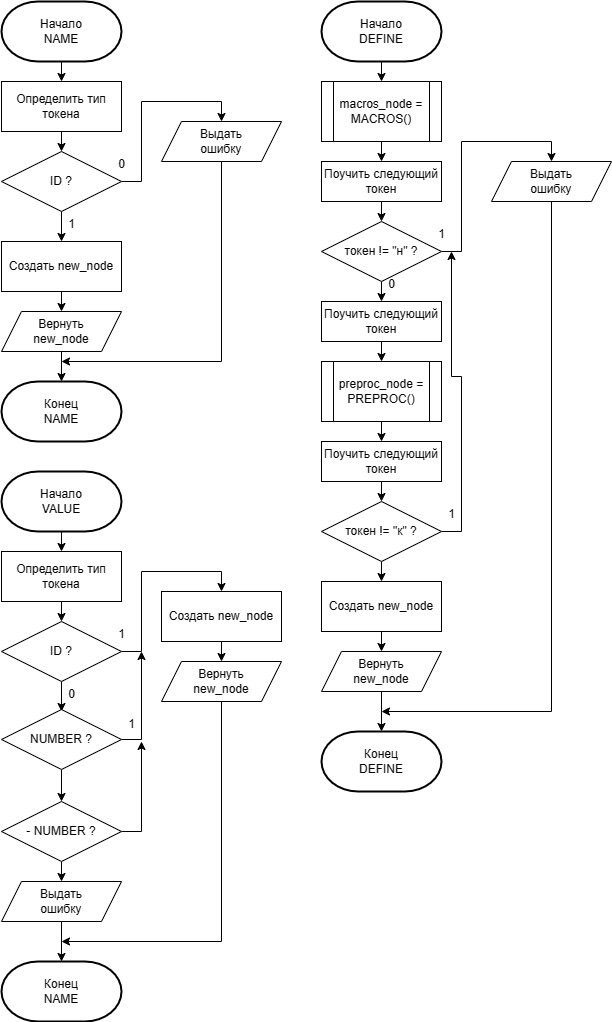 Начало
NAME
Определить тип
токена
ID ?
0
1
Выдать
ошибку
Создать new_node
Вернуть
new_node
Конец
NAME
Начало
VALUE
Определить тип
токена
ID ?
1
0
Создать new_node
Вернуть
new_node
NUMBER ?
1
- NUMBER ?
Выдать
ошибку
Конец
NAME
Начало
DEFINE
macros_node =
MACROS()
Поучить следующий
токен
токен != "н" ?
1
0
Выдать
ошибку
Поучить следующий
токен
preproc_node =
PREPROC()
Поучить следующий
токен
токен != "к" ?
1
Создать new_node
Вернуть
new_node
Конец
DEFINE